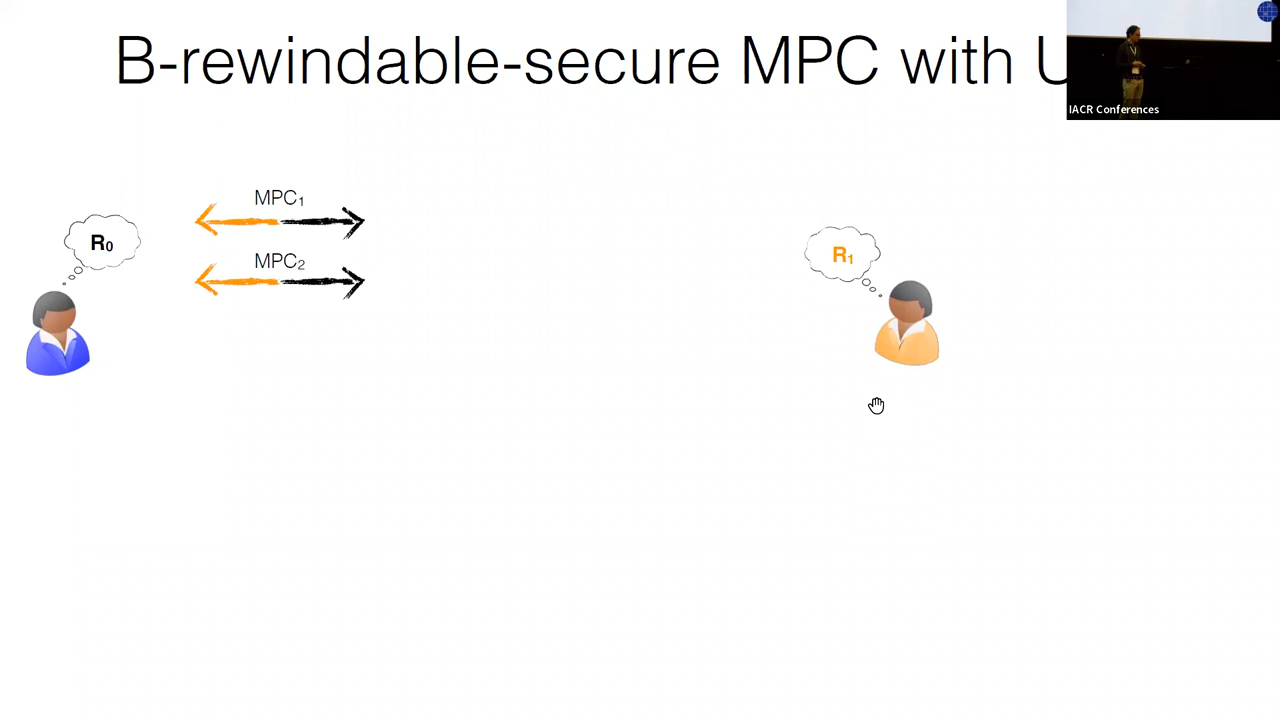 B-rewindable-secure MPC with
IACR Conferences
MPC₁
R₀
MPC₂
R₁